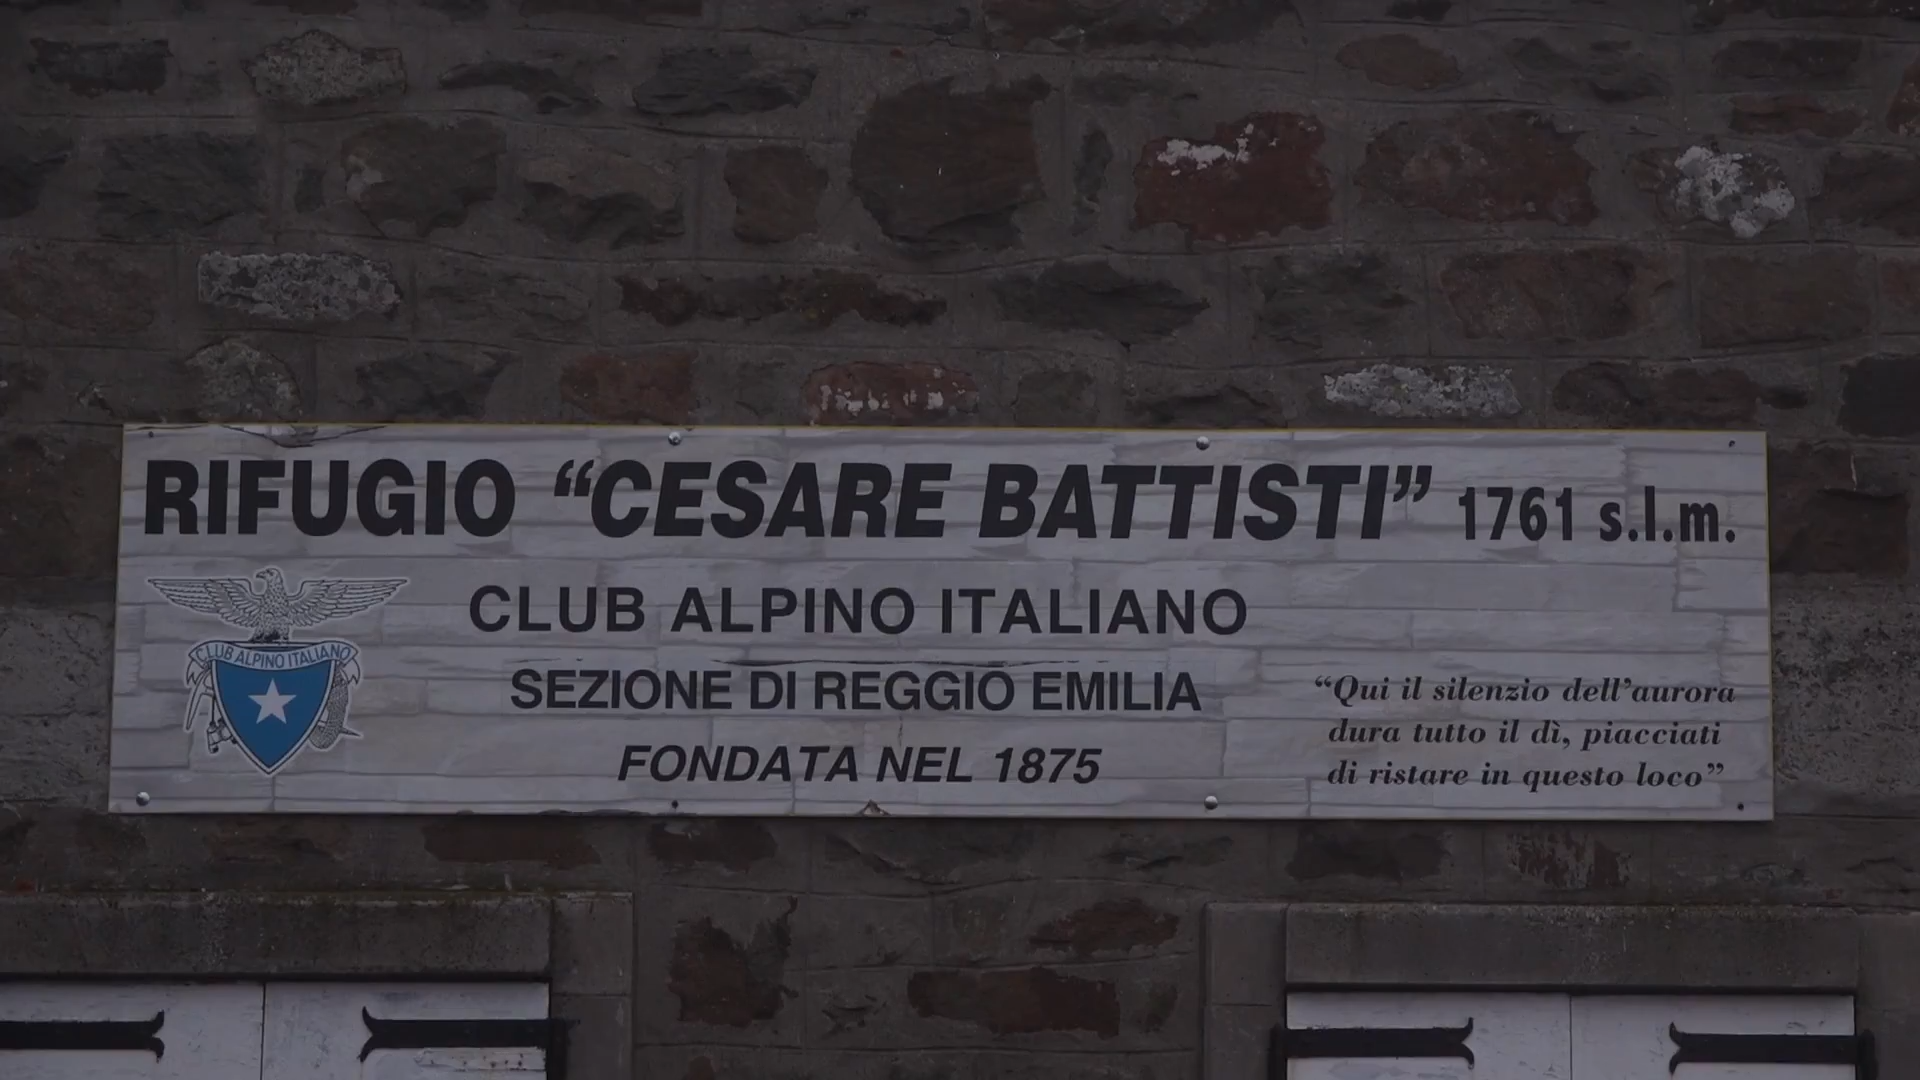 RIFUGIO “CESARE BATTISTI” 1761 s.l.m.
CLUB ALPINO ITALIANO
CLUB ALPINO ITALIANO
SEZIONE DI REGGIO EMILIA
FONDATA NEL 1875
“Qui il silenzio dell’aurora
dura tutto il dì, piacciati
di ristare in questo loco”